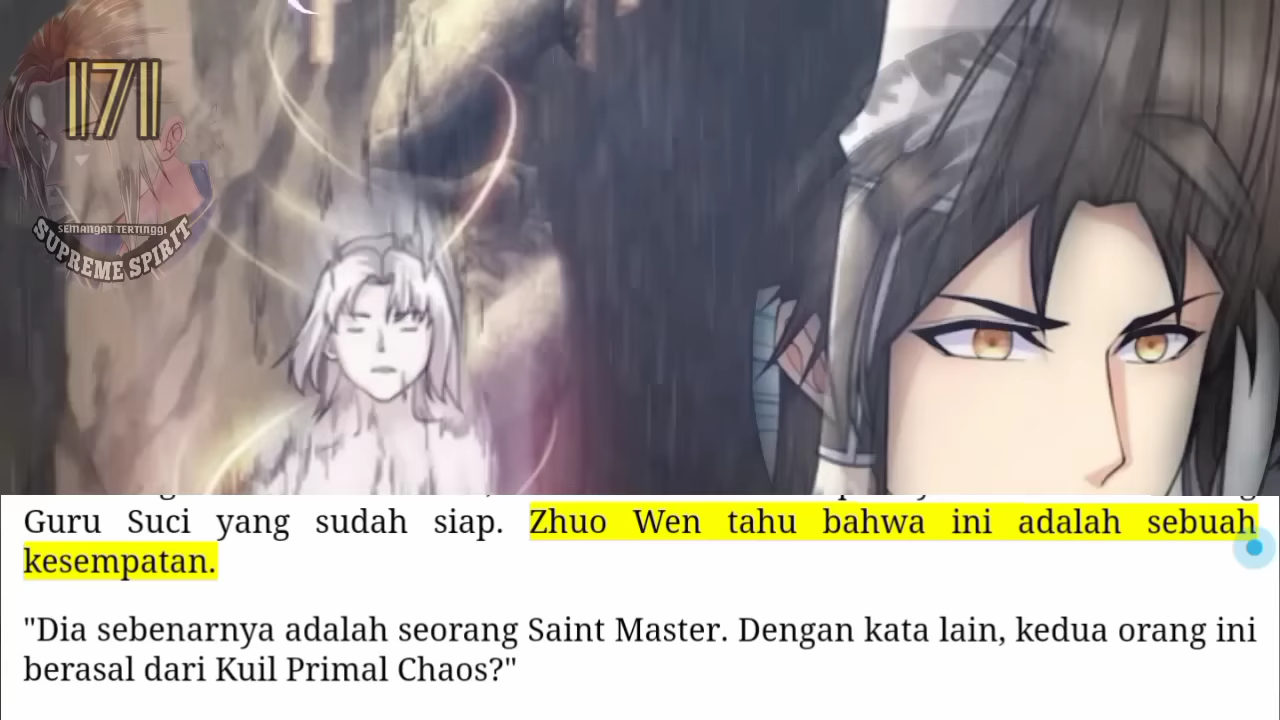 171
SEMANGAT TERTINGGI
SUPREME SPIRIT
Guru Suci yang sudah siap. Zhuo Wen tahu bahwa ini adalah sebuah
kesempatan.
"Dia sebenarnya adalah seorang Saint Master. Dengan kata lain, kedua orang ini
berasal dari Kuil Primal Chaos?"